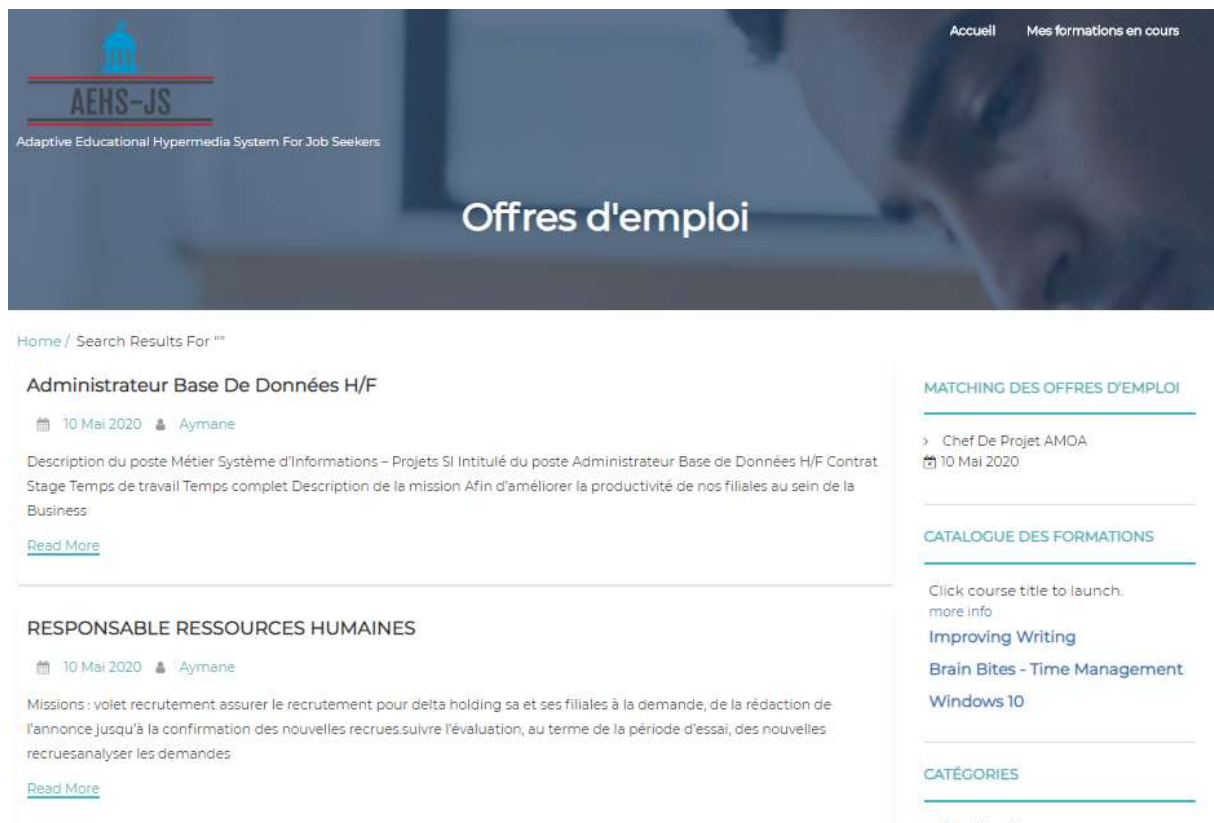 Accueil Mes formations en cours
AEHS-JS
Adaptive Educational Hypermedia System For Job Seekers
Offres d'emploi
Home / Search Results For ""
Administrateur Base De Données H/F
10 Mai 2020 Aymane
Description du poste Métier Système d'Informations – Projets SI Intitulé du poste Administrateur Base de Données H/F Contrat
Stage Temps de travail Temps complet Description de la mission Afin d'améliorer la productivité de nos filiales au sein de la
Business
Read More
RESPONSABLE RESSOURCES HUMAINES
10 Mai 2020 Aymane
Missions : volet recrutement assurer le recrutement pour delta holding sa et ses filiales à la demande, de la rédaction de
l'annonce jusqu'à la confirmation des nouvelles recrues.suivre l'évaluation, au terme de la période d'essai, des nouvelles
recruesanalyser les demandes
Read More
MATCHING DES OFFRES D'EMPLOI
› Chef De Projet AMOA
10 Mai 2020
CATALOGUE DES FORMATIONS
Click course title to launch.
more info
Improving Writing
Brain Bites - Time Management
Windows 10
CATÉGORIES